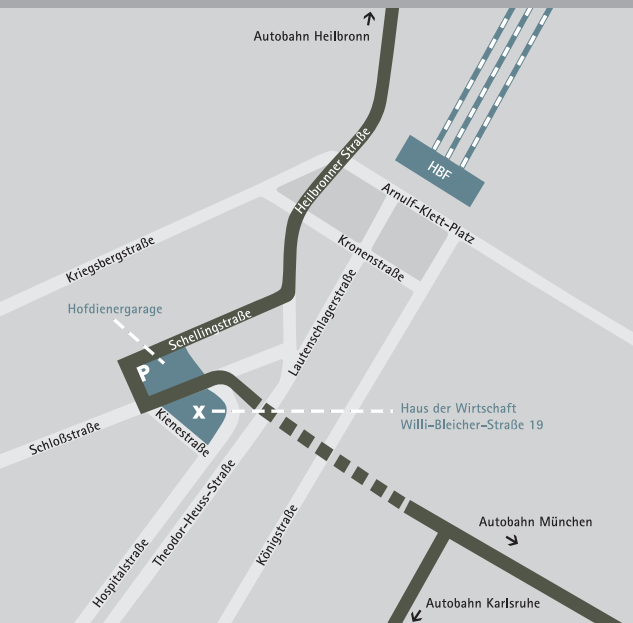 Autobahn Heilbronn
HBF
Heilbronner Straße
Arnulf-Klett-Platz
Kriegsbergstraße
Kronenstraße
Hofdienergarage
Schellingstraße
Lautenschlagerstraße
P
X
Haus der Wirtschaft
Willi-Bleicher-Straße 19
Kienestraße
Schloßstraße
Theodor-Heuss-Straße
Königstraße
Hospitalstraße
Autobahn München
Autobahn Karlsruhe